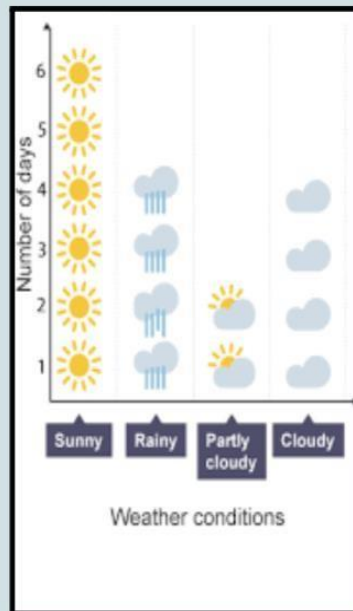 Number of days
6
5
4
3
2
1
Sunny
Rainy
Partly
cloudy
Cloudy
Weather conditions